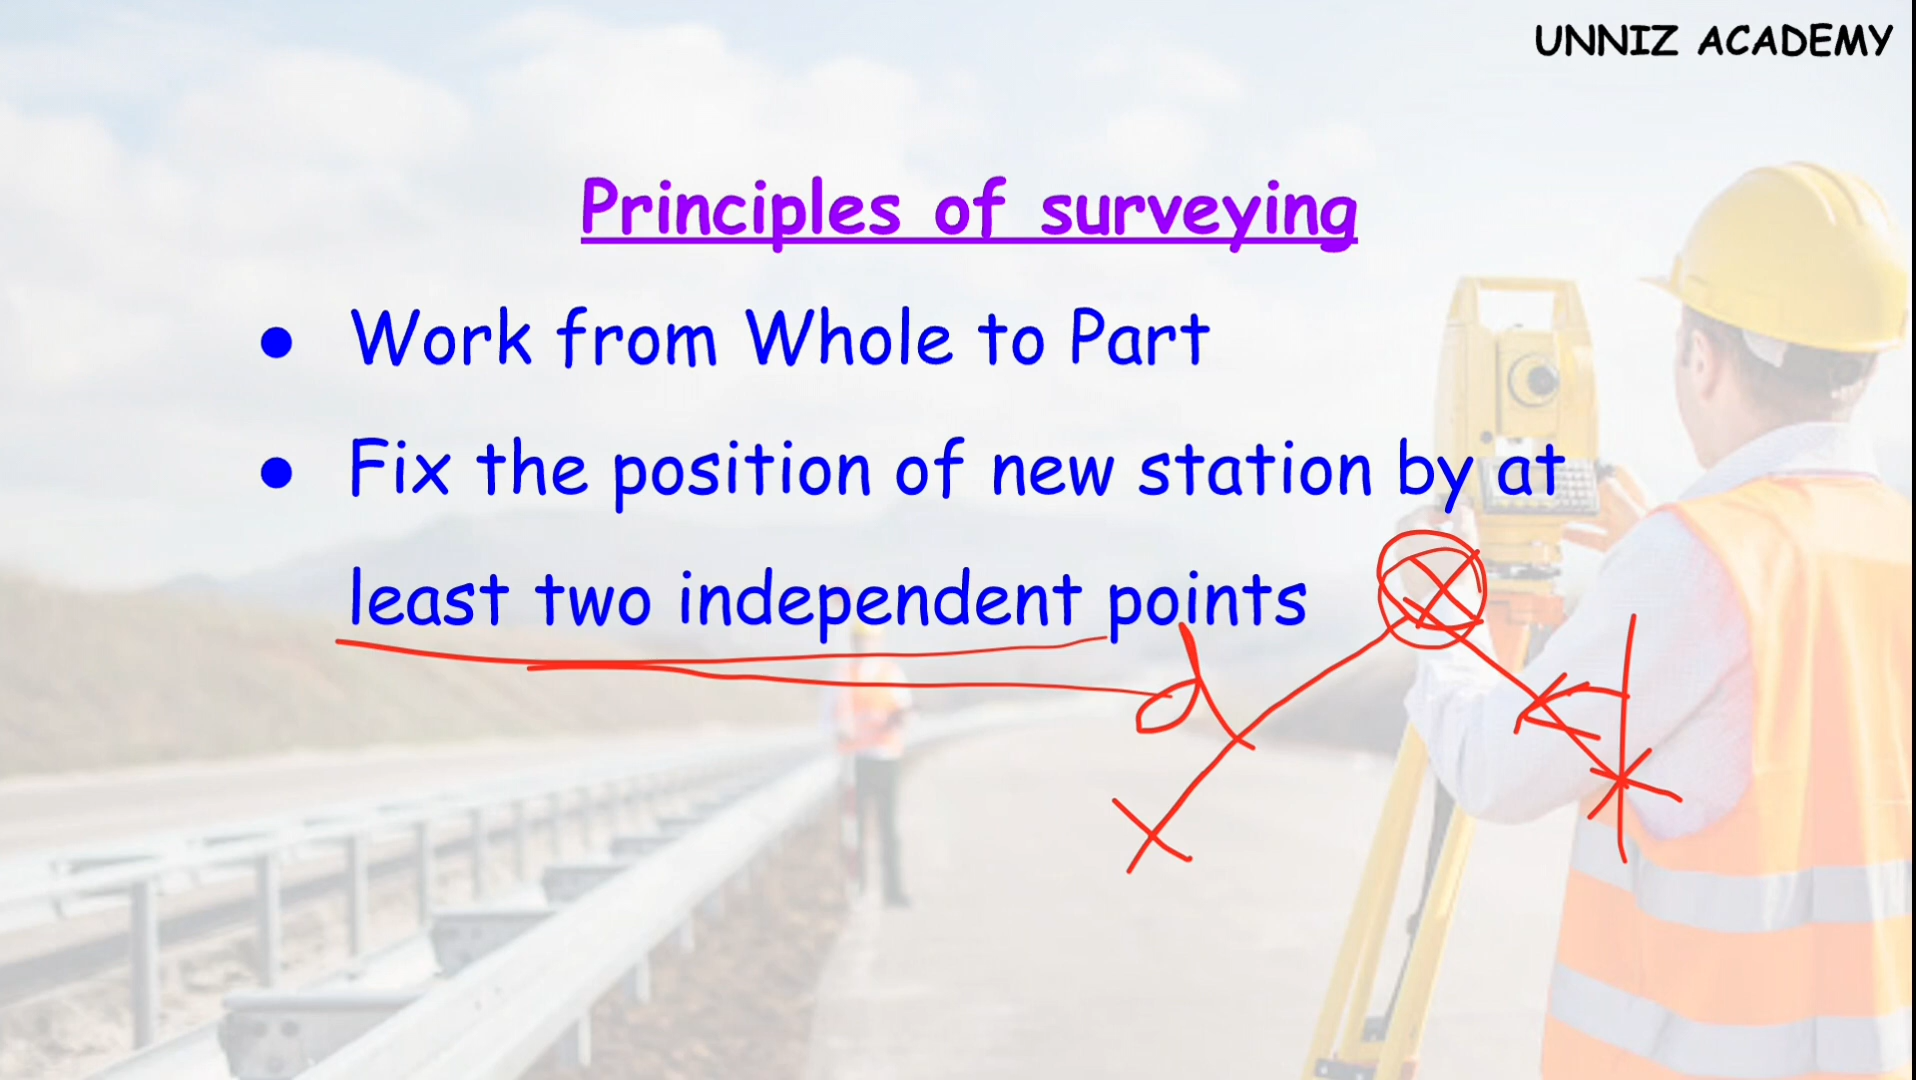 UNNIZ ACADEMY
Principles of surveying
● Work from Whole to Part
● Fix the position of new station by at
least two independent points
d
d